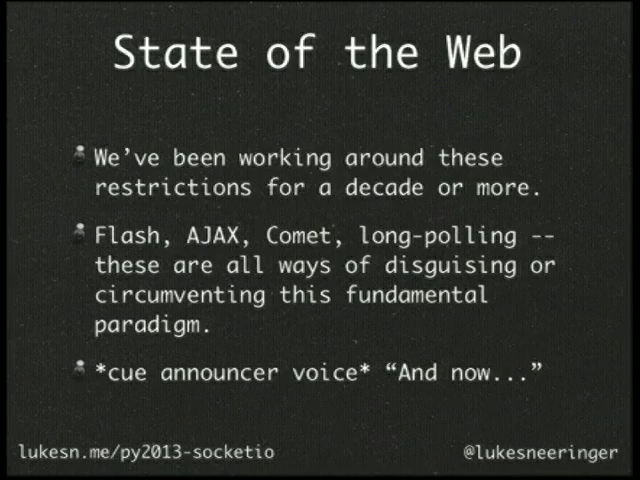 State of the Web
We’ve been working around these
restrictions for a decade or more.
Flash, AJAX, Comet, long-polling --
these are all ways of disguising or
circumventing this fundamental
paradigm.
*cue announcer voice* “And now...”
lukesn.me/py2013-socketio
@lukesneeringer